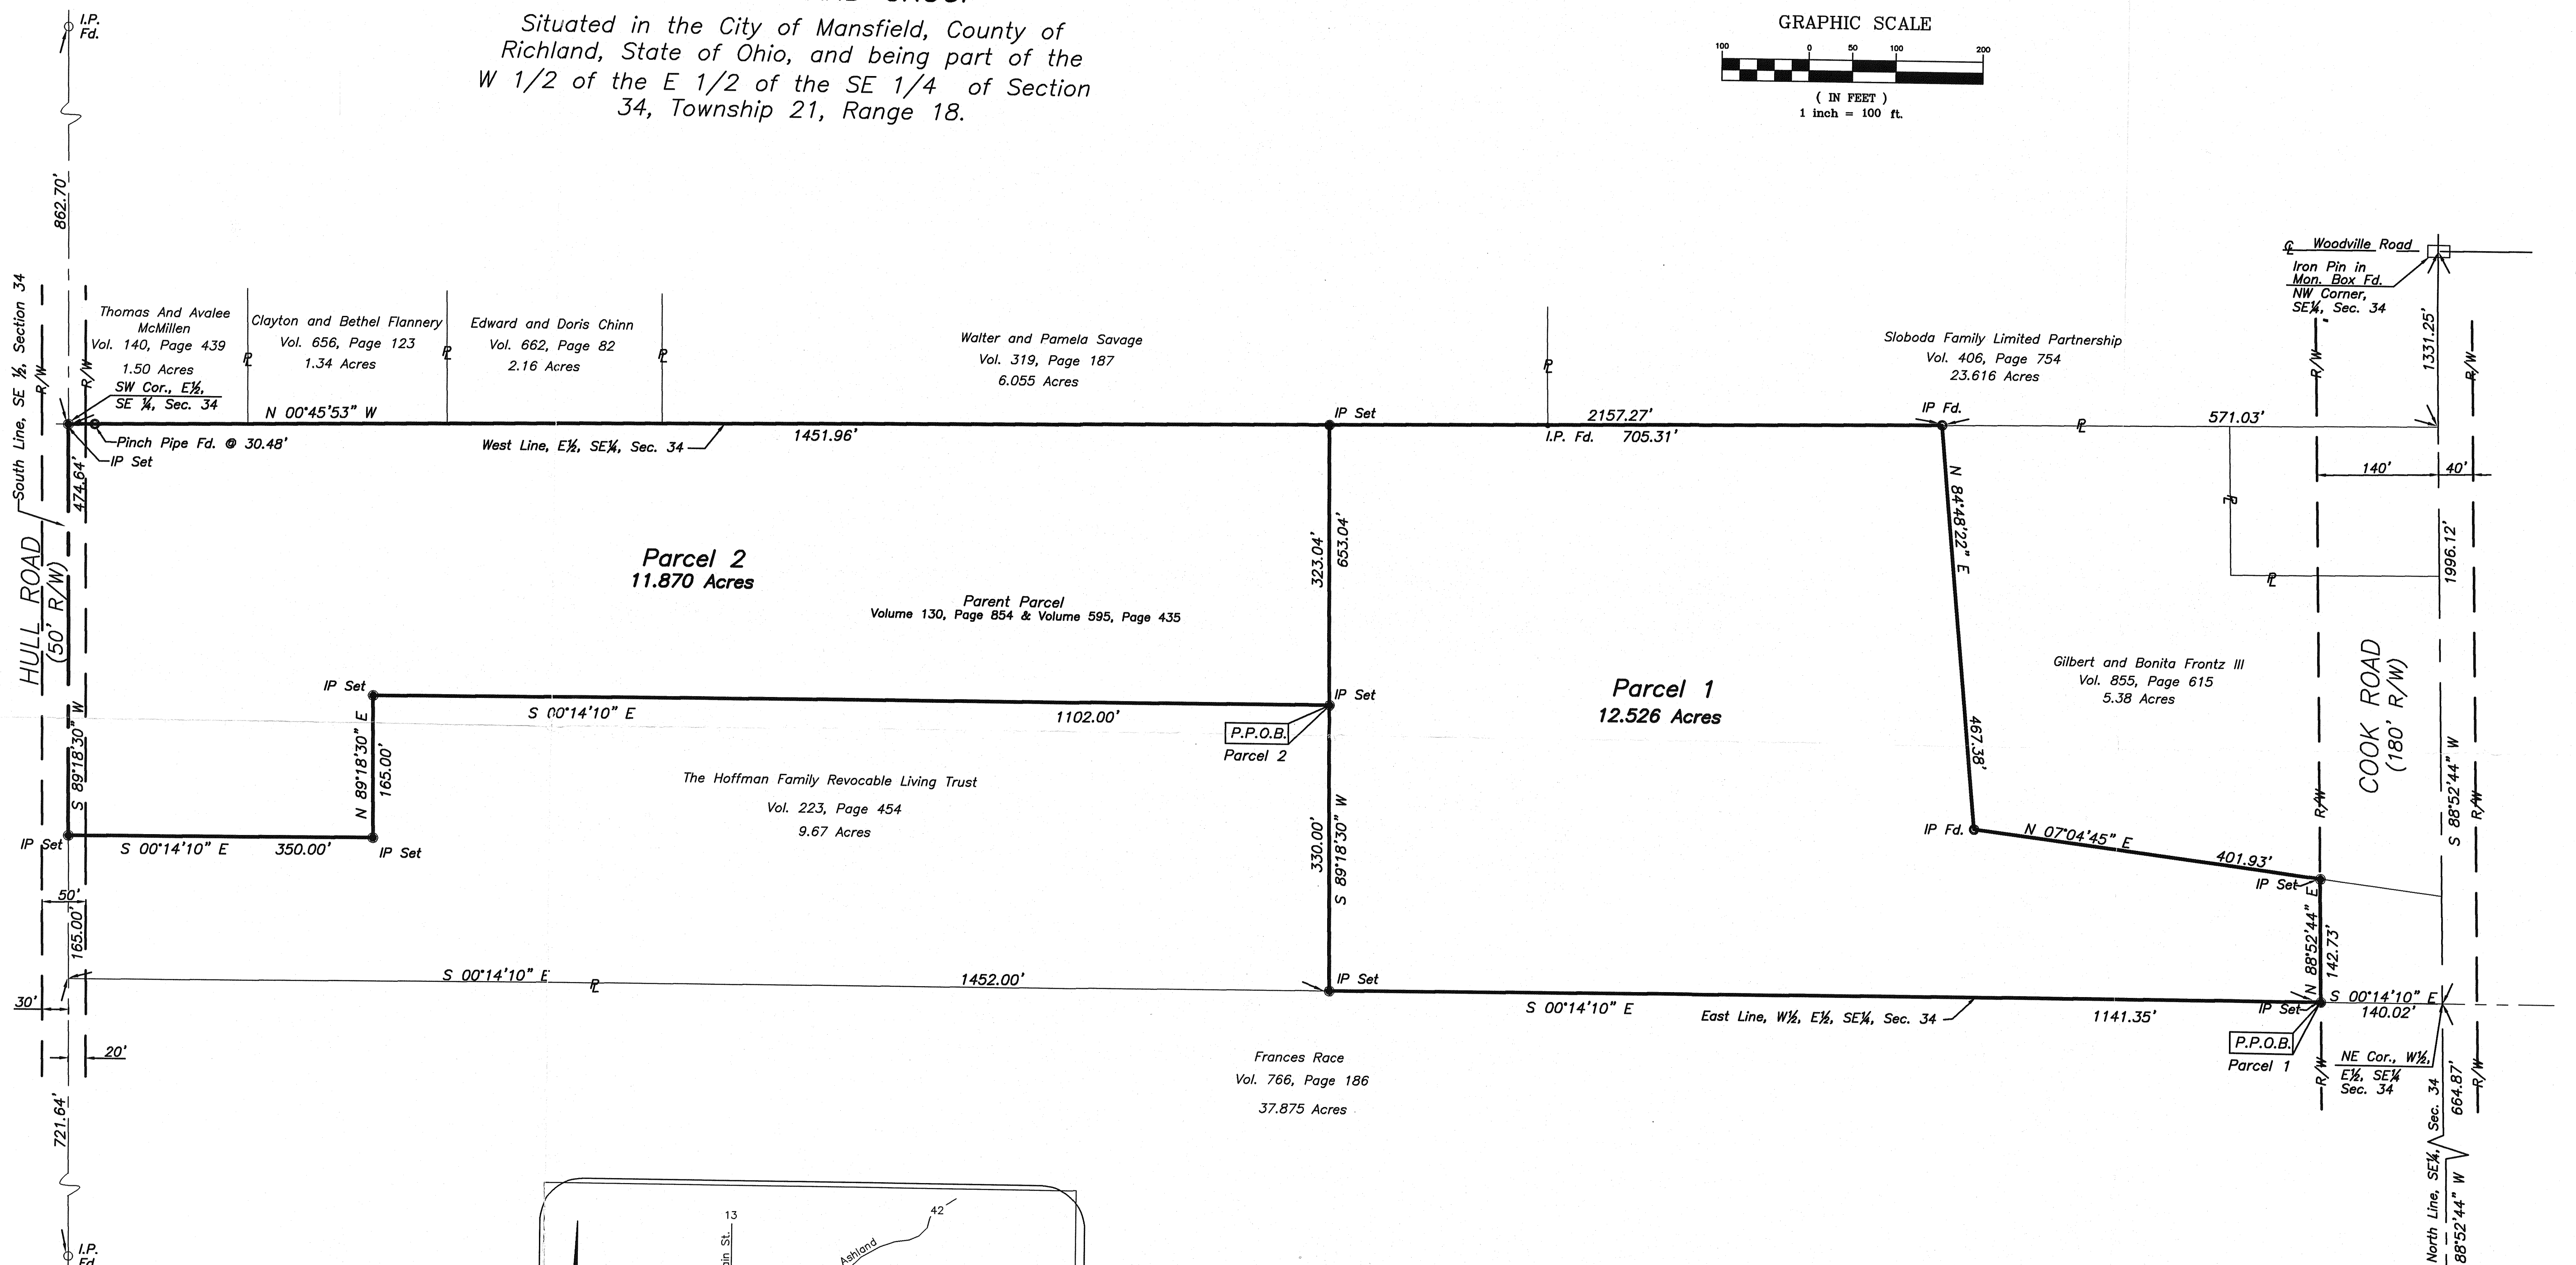 Situated in the City of Mansfield, County of
Richland, State of Ohio, and being part of the
W 1/2 of the E 1/2 of the SE 1/4 of Section
34, Township 21, Range 18.
GRAPHIC SCALE
100 0 50 100 200
( IN FEET )
1 inch = 100 ft.
I.P.
Fd.
862.70'
South Line, SE ½, Section 34
R/W
R/W
Thomas And Avalee
McMillen
Vol. 140, Page 439
1.50 Acres
SW Cor., E½,
SE ¼, Sec. 34
Clayton and Bethel Flannery
Vol. 656, Page 123
1.34 Acres
Edward and Doris Chinn
Vol. 662, Page 82
2.16 Acres
Walter and Pamela Savage
Vol. 319, Page 187
6.055 Acres
Sloboda Family Limited Partnership
Vol. 406, Page 754
23.616 Acres
℄ Woodville Road
Iron Pin in
Mon. Box Fd.
NW Corner,
SE¼, Sec. 34
1331.25'
R/W
R/W
PL
PL
PL
PL
N 00°45'53" W
Pinch Pipe Fd. @ 30.48'
IP Set
West Line, E½, SE¼, Sec. 34
1451.96'
IP Set
2157.27'
I.P. Fd. 705.31'
IP Fd.
PL
571.03'
140'
40'
474.64'
HULL ROAD
(50' R/W)
S 89°18'30" W
Parcel 2
11.870 Acres
Parent Parcel
Volume 130, Page 854 & Volume 595, Page 435
323.04'
653.04'
N 84°48'22" E
467.38'
PL
PL
1996.12'
Parcel 1
12.526 Acres
Gilbert and Bonita Frontz III
Vol. 855, Page 615
5.38 Acres
COOK ROAD
(180' R/W)
S 88°52'44" W
R/W
R/W
IP Set
N 89°18'30" E
165.00'
S 00°14'10" E
1102.00'
IP Set
P.P.O.B.
Parcel 2
The Hoffman Family Revocable Living Trust
Vol. 223, Page 454
9.67 Acres
330.00'
S 89°18'30" W
IP Set
S 00°14'10" E
350.00'
IP Set
IP Fd.
N 07°04'45" E
401.93'
IP Set
N 88°52'44" E
142.73'
50'
165.00'
30'
20'
S 00°14'10" E
PL
1452.00'
IP Set
S 00°14'10" E
East Line, W½, E½, SE¼, Sec. 34
1141.35'
IP Set
S 00°14'10" E
140.02'
P.P.O.B.
Parcel 1
NE Cor., W½,
E½, SE¼
Sec. 34
R/W
R/W
Frances Race
Vol. 766, Page 186
37.875 Acres
721.64'
664.87'
North Line, SE¼, Sec. 34
88°52'44" W
I.P.
13
42
Ashland
St.